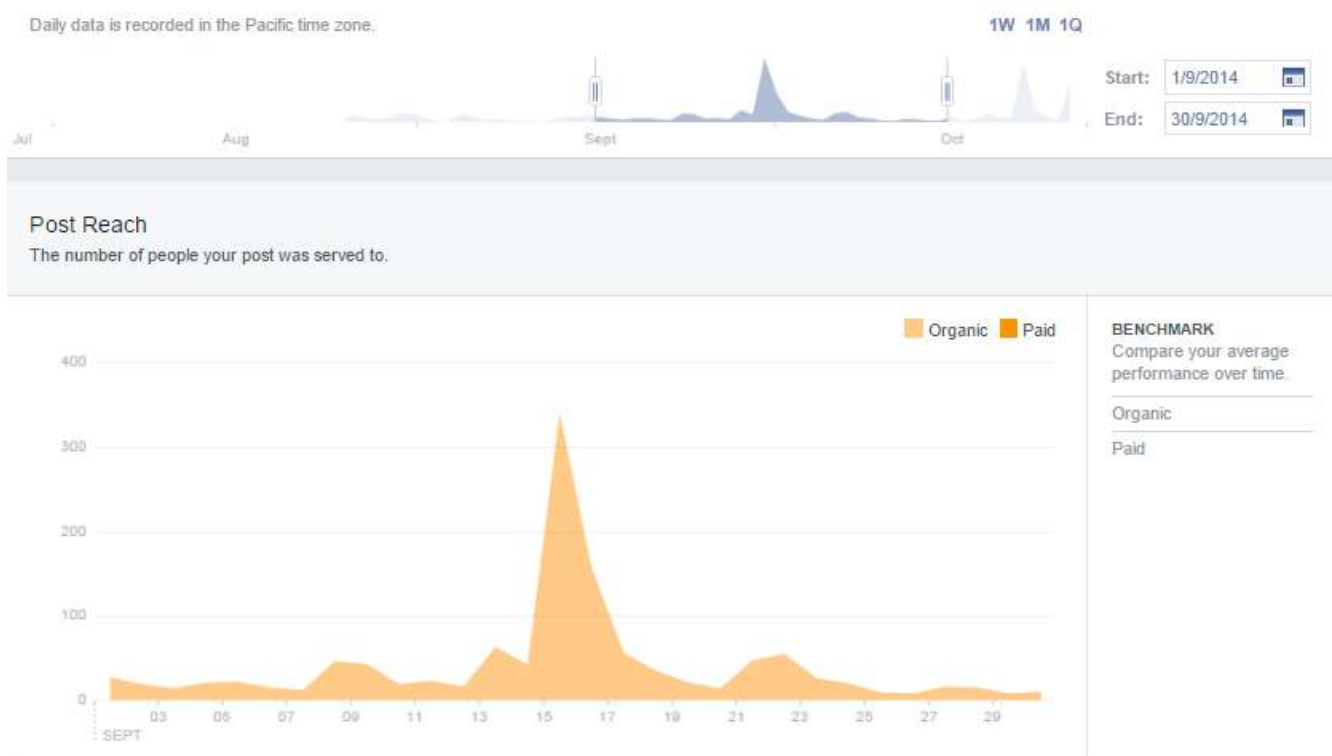 Daily data is recorded in the Pacific time zone.
1W 1M 1Q
Start: 1/9/2014
End: 30/9/2014
Jul Aug Sept Oct
Post Reach
The number of people your post was served to.
Organic Paid
BENCHMARK
Compare your average
performance over time.
Organic
Paid
400
300
200
100
0
03 05 07 09 11 13 15 17 19 21 23 25 27 29
SEPT